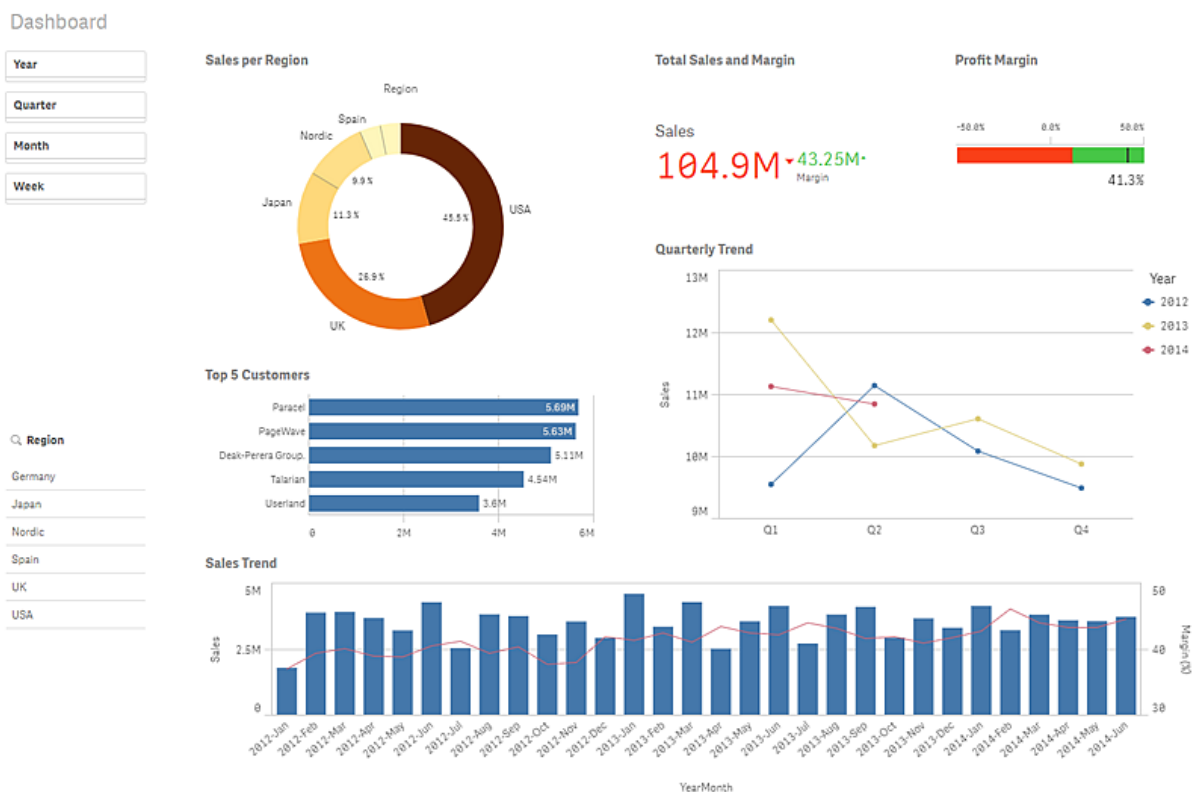 Dashboard
Year
Quarter
Month
Week
Region
Germany
Japan
Nordic
Spain
UK
USA
Sales per Region
Region
Spain
Nordic
Japan
UK
USA
9.9%
11.3%
26.9%
45.5%
Total Sales and Margin
Sales
104.9M
43.25M
Margin
Profit Margin
-50.0% 0.0% 50.0%
41.3%
Top 5 Customers
Paracel 5.69M
PageWave 5.63M
Deak-Perera Group. 5.11M
Talarian 4.54M
Userland 3.6M
0 2M 4M 6M
Quarterly Trend
Sales
13M
12M
11M
10M
9M
Q1 Q2 Q3 Q4
Year
2012
2013
2014
Sales Trend
Sales
5M
2.5M
0
50
40
30
Margin (%)
2012-Jan
2012-Feb
2012-Mar
2012-Apr
2012-May
2012-Jun
2012-Jul
2012-Aug
2012-Sep
2012-Oct
2012-Nov
2012-Dec
2013-Jan
2013-Feb
2013-Mar
2013-Apr
2013-May
2013-Jun
2013-Jul
2013-Aug
2013-Sep
2013-Oct
2013-Nov
2013-Dec
2014-Jan
2014-Feb
2014-Mar
2014-Apr
2014-May
2014-Jun
YearMonth